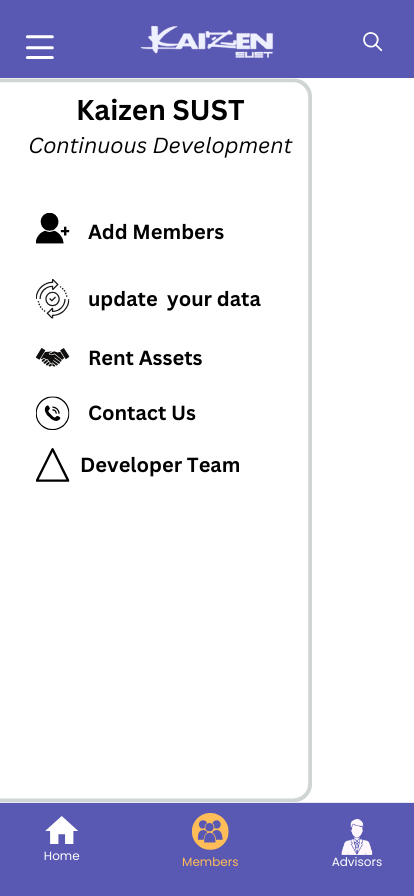 KAIZEN
SUST
Kaizen SUST
Continuous Development
Add Members
update your data
Rent Assets
Contact Us
Developer Team
Home
Members
Advisors